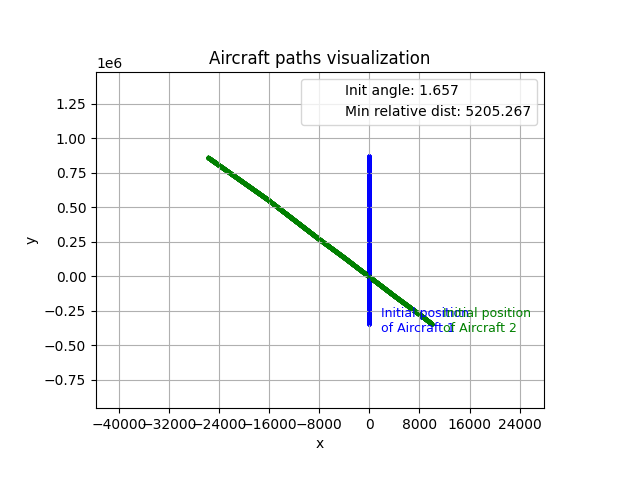 Aircraft paths visualization
1e6
Init angle: 1.657
Min relative dist: 5205.267
1.25
1.00
0.75
0.50
0.25
0.00
−0.25
−0.50
−0.75
y
Initial position
of Aircraft 1
Initial position
of Aircraft 2
−40000 −32000 −24000 −16000 −8000 0 8000 16000 24000
x